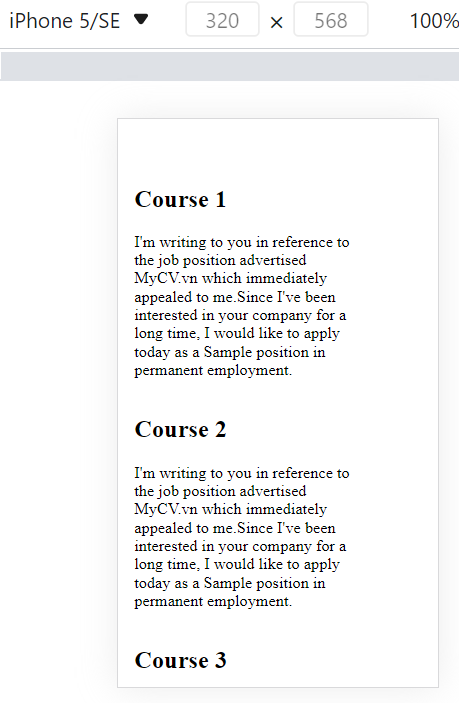 iPhone 5/SE ▼ 320 × 568 100%
Course 1
I'm writing to you in reference to
the job position advertised
MyCV.vn which immediately
appealed to me.Since I've been
interested in your company for a
long time, I would like to apply
today as a Sample position in
permanent employment.
Course 2
I'm writing to you in reference to
the job position advertised
MyCV.vn which immediately
appealed to me.Since I've been
interested in your company for a
long time, I would like to apply
today as a Sample position in
permanent employment.
Course 3